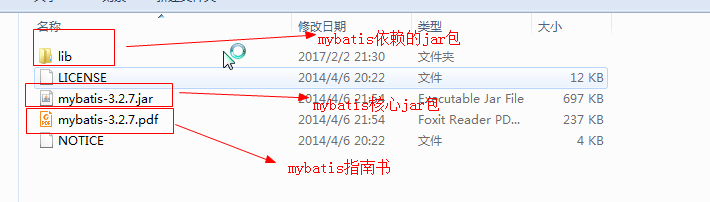 名称 修改日期 类型 大小
lib 2017/2/2 21:30 文件夹
mybatis依赖的jar包
LICENSE 2014/4/6 20:22 文件 12 KB
mybatis-3.2.7.jar 2014/4/6 21:54 Executable Jar File 697 KB
mybatis核心jar包
mybatis-3.2.7.pdf 2014/4/6 21:54 Foxit Reader PD... 237 KB
NOTICE 2014/4/6 20:22 文件 4 KB
mybatis指南书